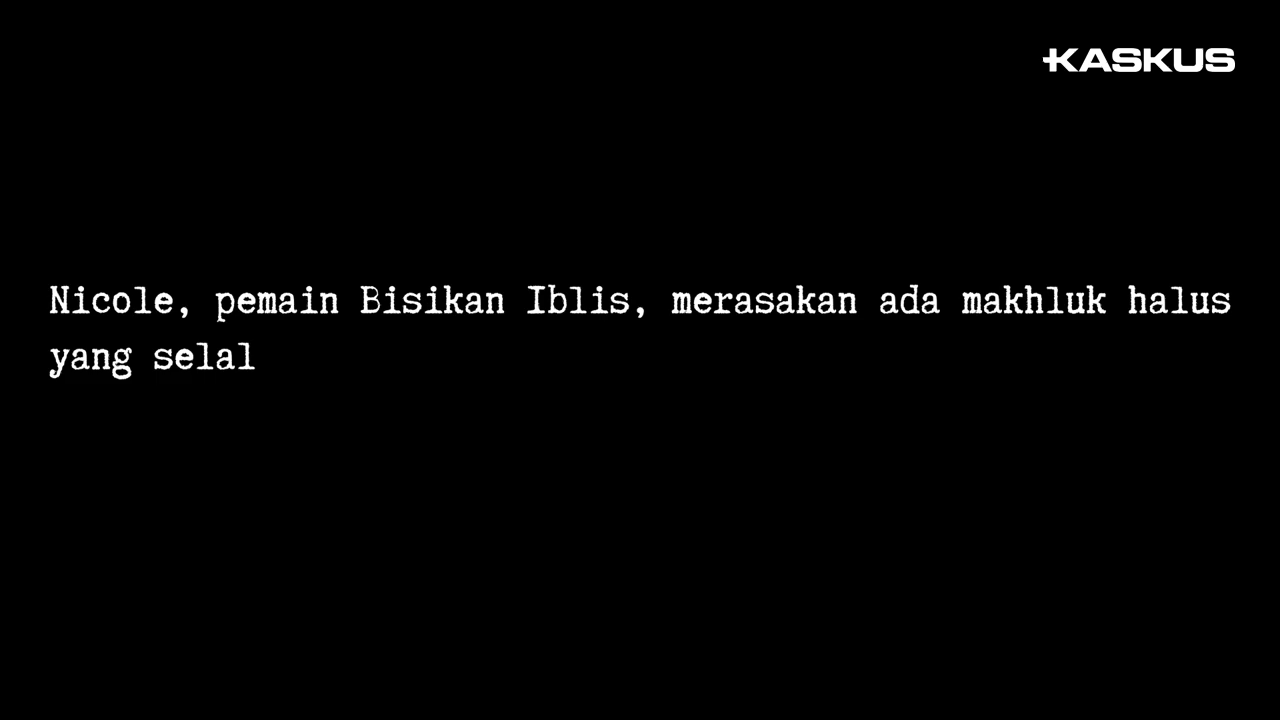 KASKUS
Nicole, pemain Bisikan Iblis, merasakan ada makhluk halus
yang selal